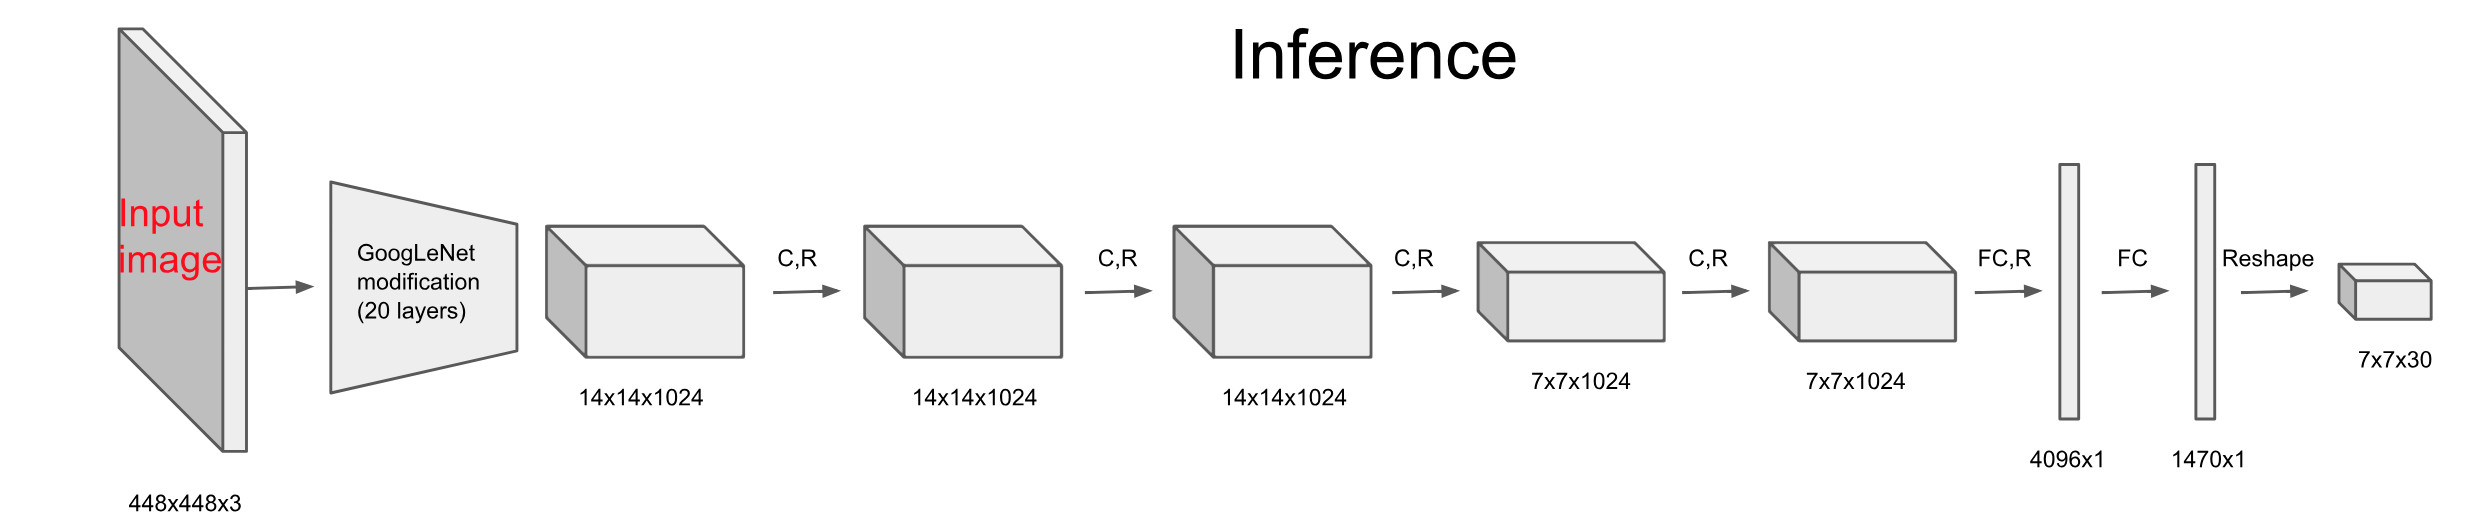 Inference
Input
image
448x448x3
GoogLeNet
modification
(20 layers)
14x14x1024
C,R
14x14x1024
C,R
14x14x1024
C,R
7x7x1024
C,R
7x7x1024
FC,R
4096x1
FC
1470x1
Reshape
7x7x30